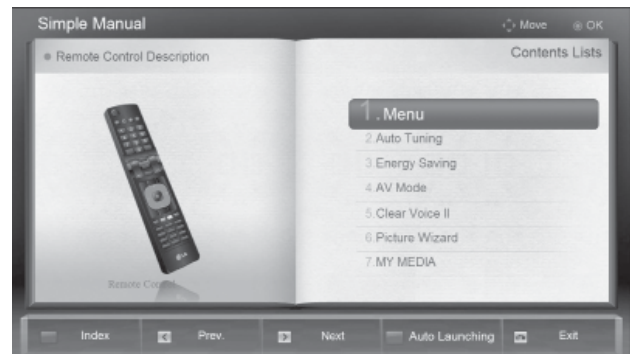 Simple Manual
Move OK
Remote Control Description
Contents Lists
1. Menu
2. Auto Tuning
3. Energy Saving
4. AV Mode
5. Clear Voice II
6. Picture Wizard
7. MY MEDIA
LG
Remote Control
Index Prev. Next Auto Launching Exit